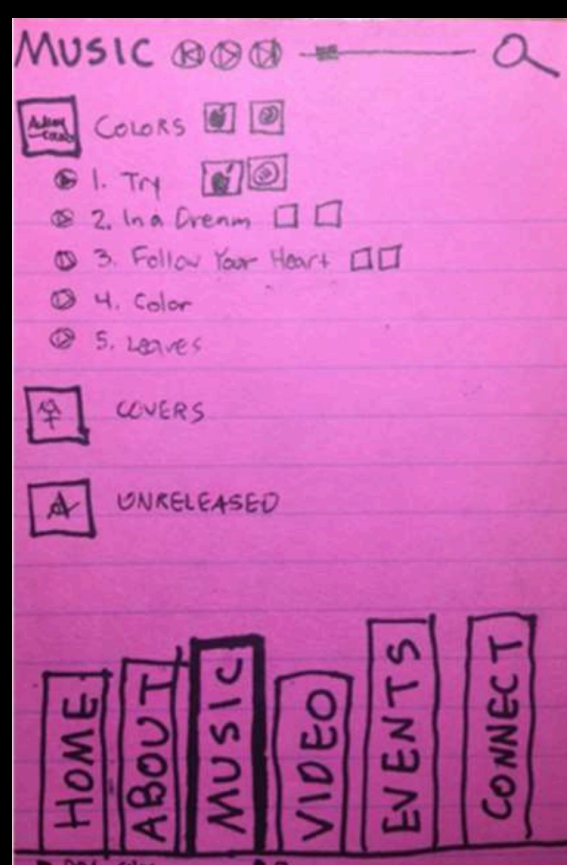 MUSIC
COLORS
1. Try
2. In a Dream
3. Follow Your Heart
4. Color
5. Leaves
COVERS
UNRELEASED
HOME
ABOUT
MUSIC
VIDEO
EVENTS
CONNECT